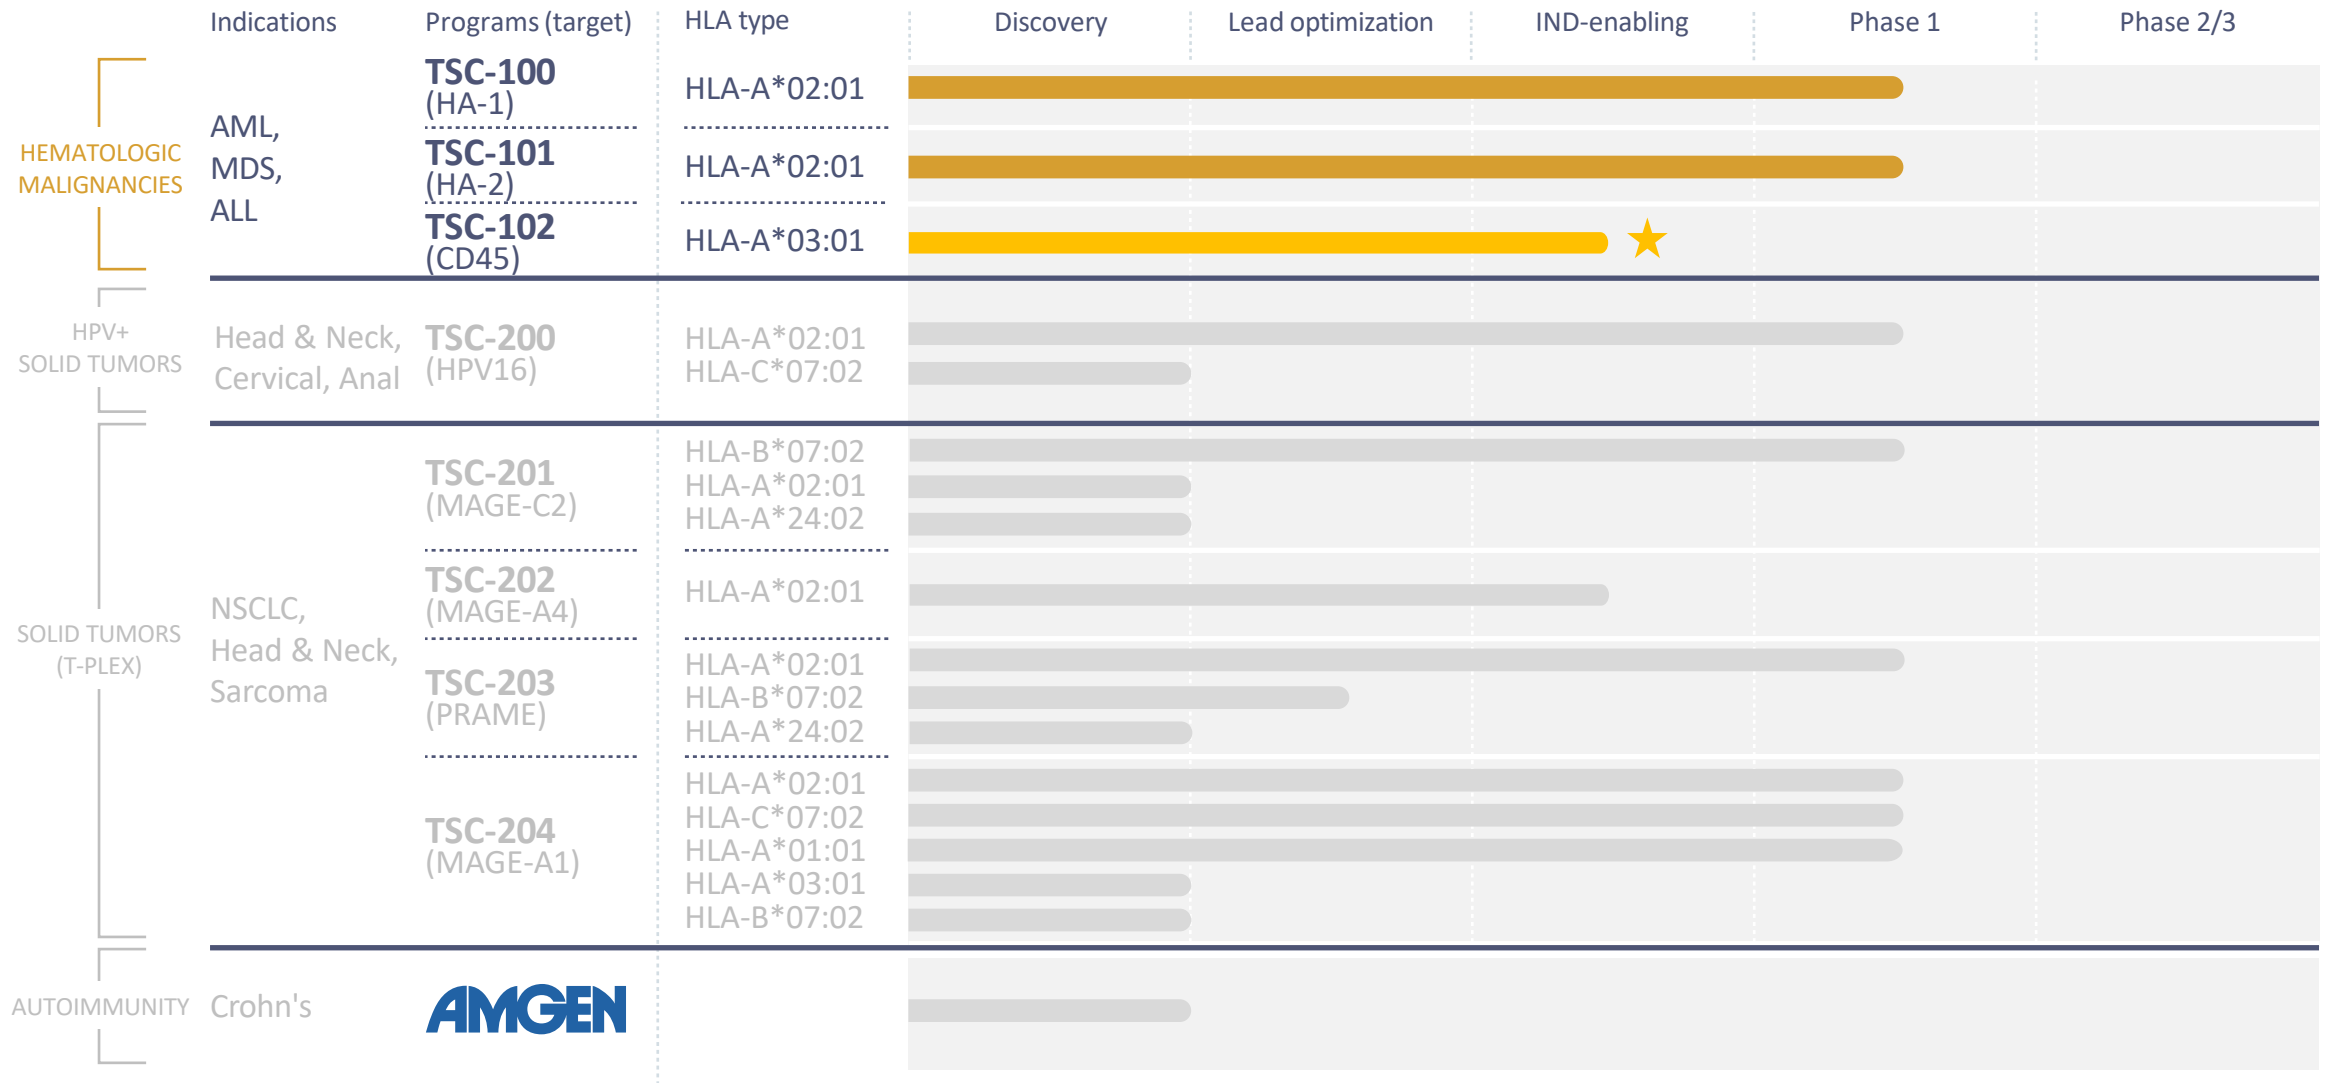 Indications
Programs (target)
HLA type
Discovery
Lead optimization
IND-enabling
Phase 1
Phase 2/3
HEMATOLOGIC
MALIGNANCIES
AML,
MDS,
ALL
TSC-100
(HA-1)
HLA-A*02:01
TSC-101
(HA-2)
HLA-A*02:01
TSC-102
(CD45)
HLA-A*03:01
HPV+
SOLID TUMORS
Head & Neck,
Cervical, Anal
TSC-200
(HPV16)
HLA-A*02:01
HLA-C*07:02
SOLID TUMORS
(T-PLEX)
NSCLC,
Head & Neck,
Sarcoma
TSC-201
(MAGE-C2)
HLA-B*07:02
HLA-A*02:01
HLA-A*24:02
TSC-202
(MAGE-A4)
HLA-A*02:01
TSC-203
(PRAME)
HLA-A*02:01
HLA-B*07:02
HLA-A*24:02
TSC-204
(MAGE-A1)
HLA-A*02:01
HLA-C*07:02
HLA-A*01:01
HLA-A*03:01
HLA-B*07:02
AUTOIMMUNITY
Crohn's
AMGEN